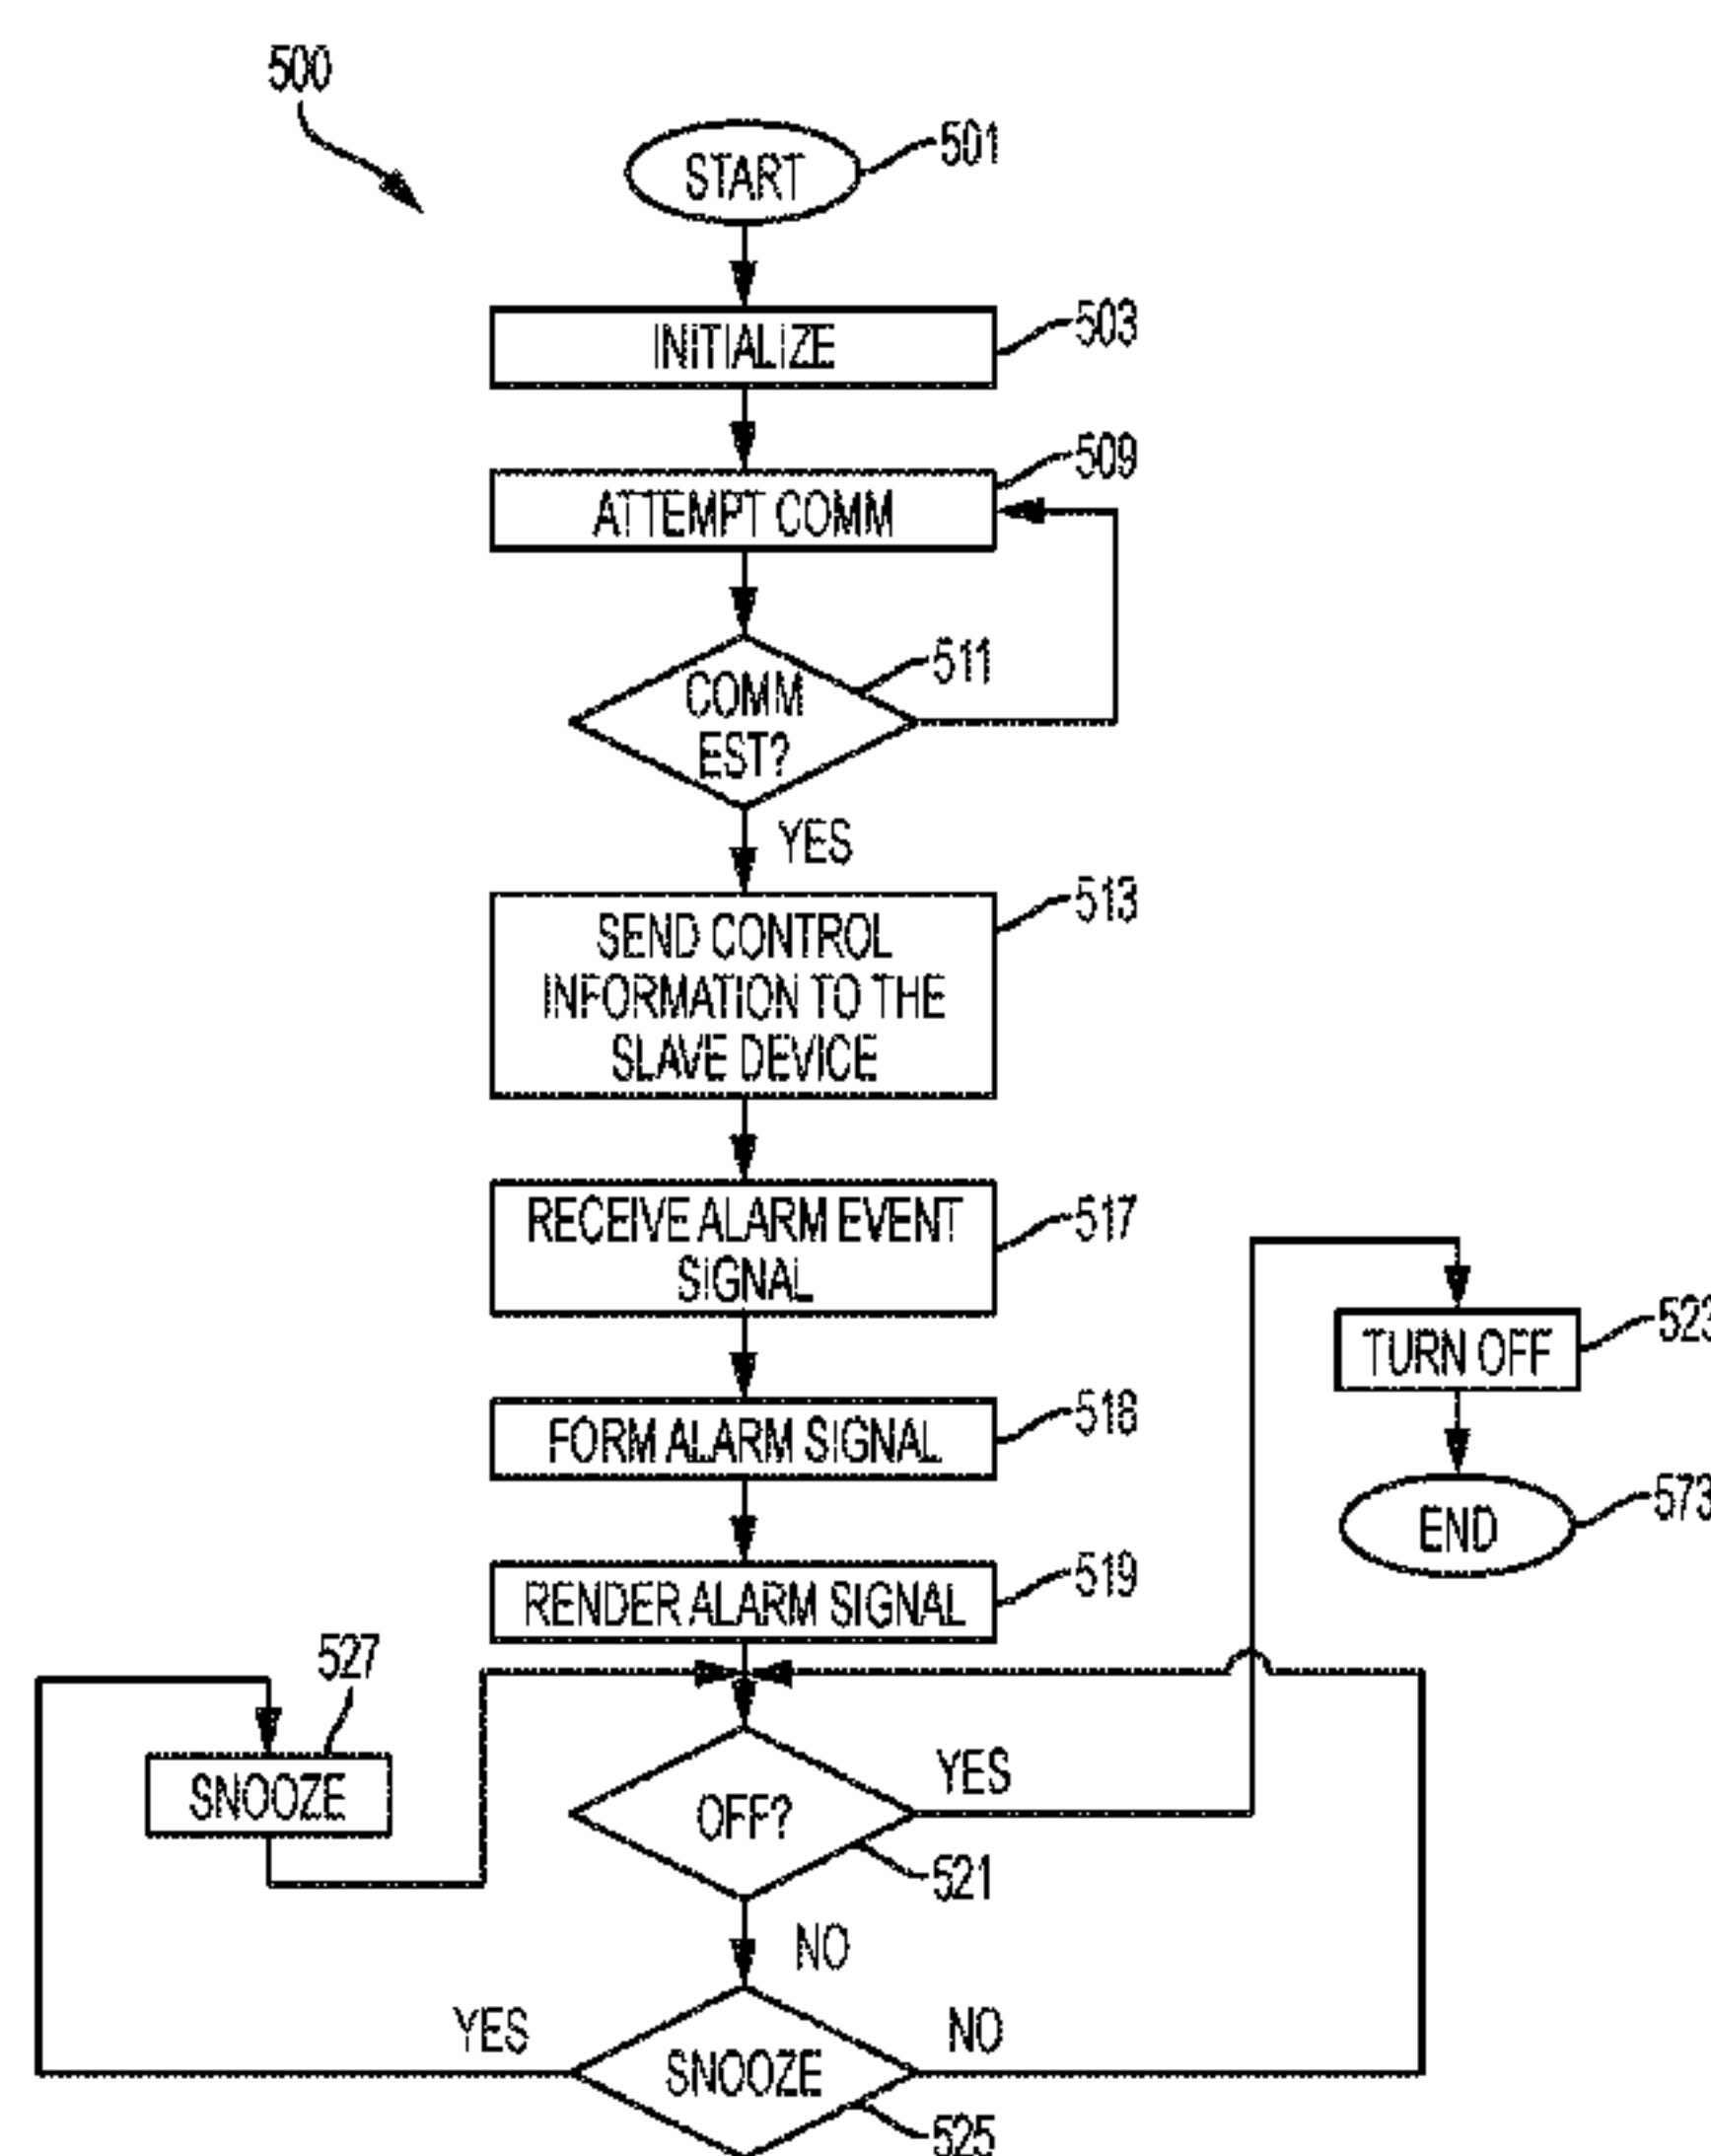 500
START
501
INITIALIZE
503
ATTEMPT COMM
509
COMM
EST?
511
YES
SEND CONTROL
INFORMATION TO THE
SLAVE DEVICE
513
RECEIVE ALARM EVENT
SIGNAL
517
FORM ALARM SIGNAL
518
RENDER ALARM SIGNAL
519
TURN OFF
523
END
573
527
SNOOZE
OFF?
YES
521
NO
YES
SNOOZE
NO
525